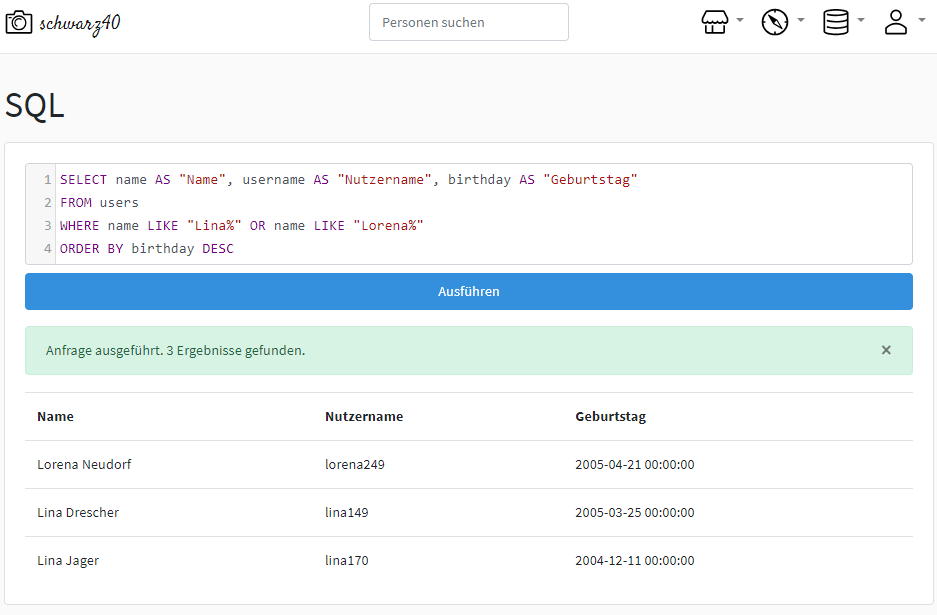 schwarz40
Personen suchen
SQL
1 SELECT name AS "Name", username AS "Nutzername", birthday AS "Geburtstag"
2 FROM users
3 WHERE name LIKE "Lina%" OR name LIKE "Lorena%"
4 ORDER BY birthday DESC
Ausführen
Anfrage ausgeführt. 3 Ergebnisse gefunden. ×
Name Nutzername Geburtstag
Lorena Neudorf lorena249 2005-04-21 00:00:00
Lina Drescher lina149 2005-03-25 00:00:00
Lina Jager lina170 2004-12-11 00:00:00